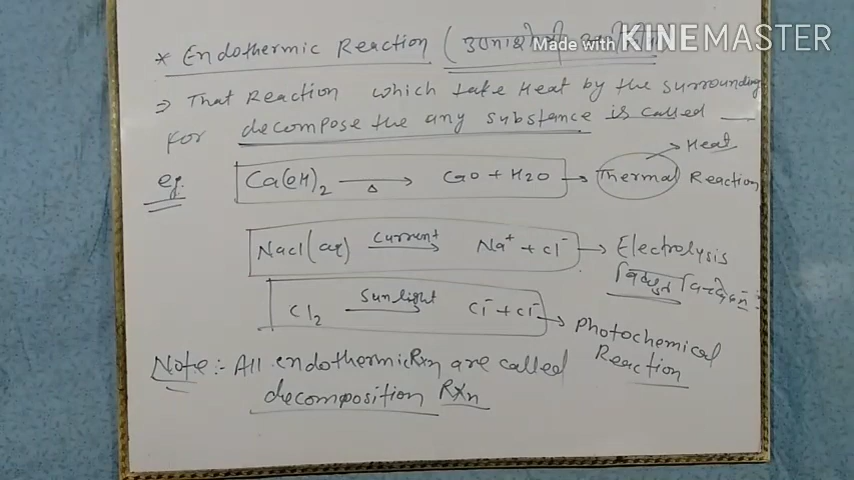 * Endothermic Reaction (
Made with KINEMASTER
⇒ That Reaction which take Heat by the surrounding
for decompose the any substance is called __
→ Heat
eg. Ca(OH)₂ —Δ→ CaO + H2O → Thermal Reaction
NaCl (aq) —Current→ Na⁺ + Cl⁻ → Electrolysis
विद्युत
Cl₂ —Sunlight→ Cl⁻ + Cl⁻ → Photochemical
Reaction
Note :- All endothermic Rxn are called
decomposition Rxn